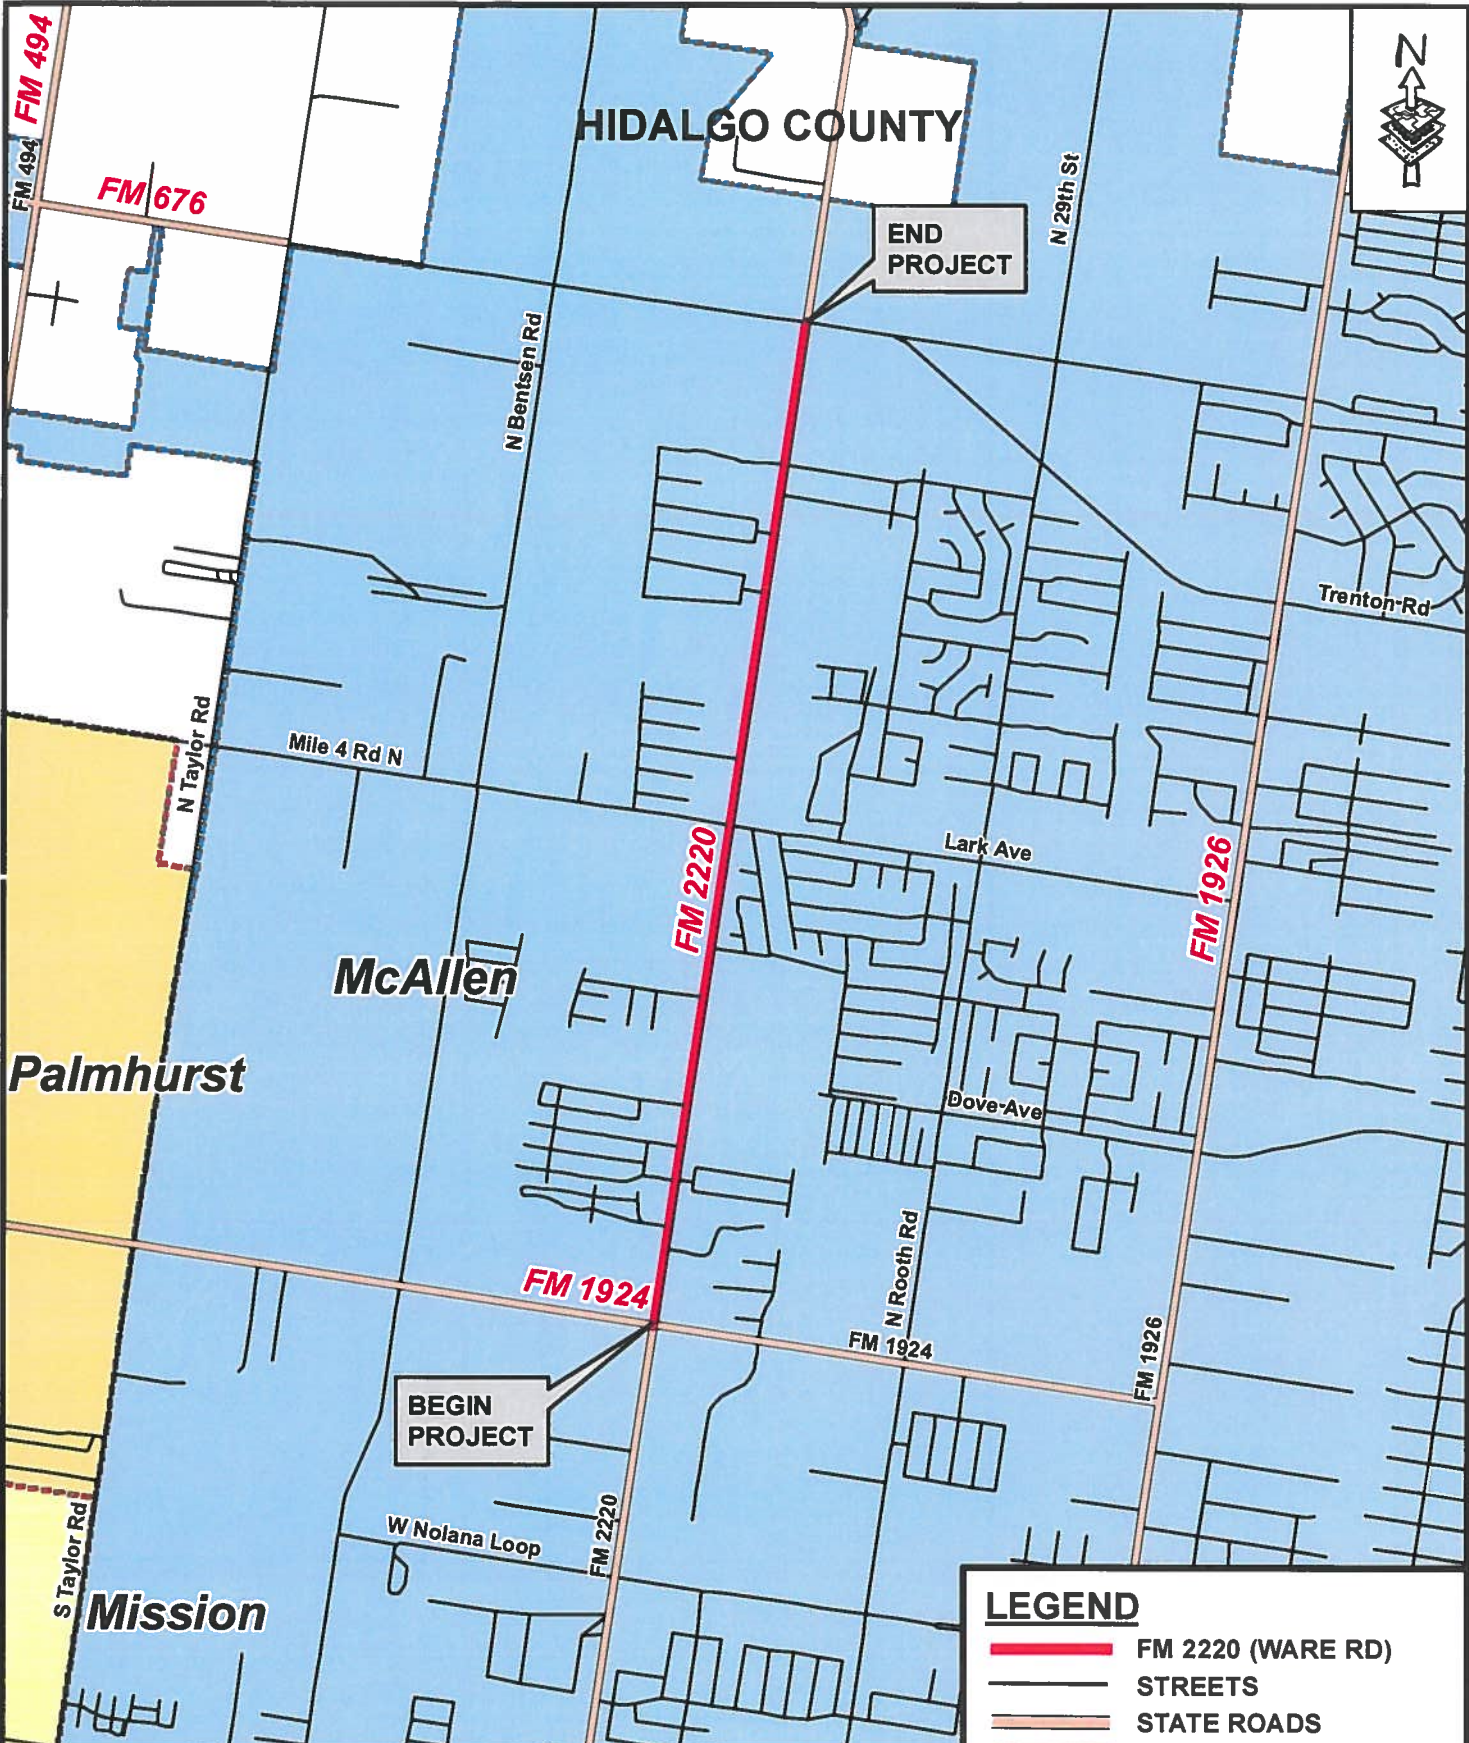 FM 494
N
HIDALGO COUNTY
FM 494
FM 676
N 29th St
END
PROJECT
N Bentsen Rd
Trenton Rd
N Taylor Rd
Mile 4 Rd N
FM 2220
Lark Ave
FM 1926
McAllen
Palmhurst
Dove Ave
N Rooth Rd
FM 1924
FM 1924
FM 1926
BEGIN
PROJECT
FM 2220
W Nolana Loop
S Taylor Rd
Mission
LEGEND
FM 2220 (WARE RD)
STREETS
STATE ROADS